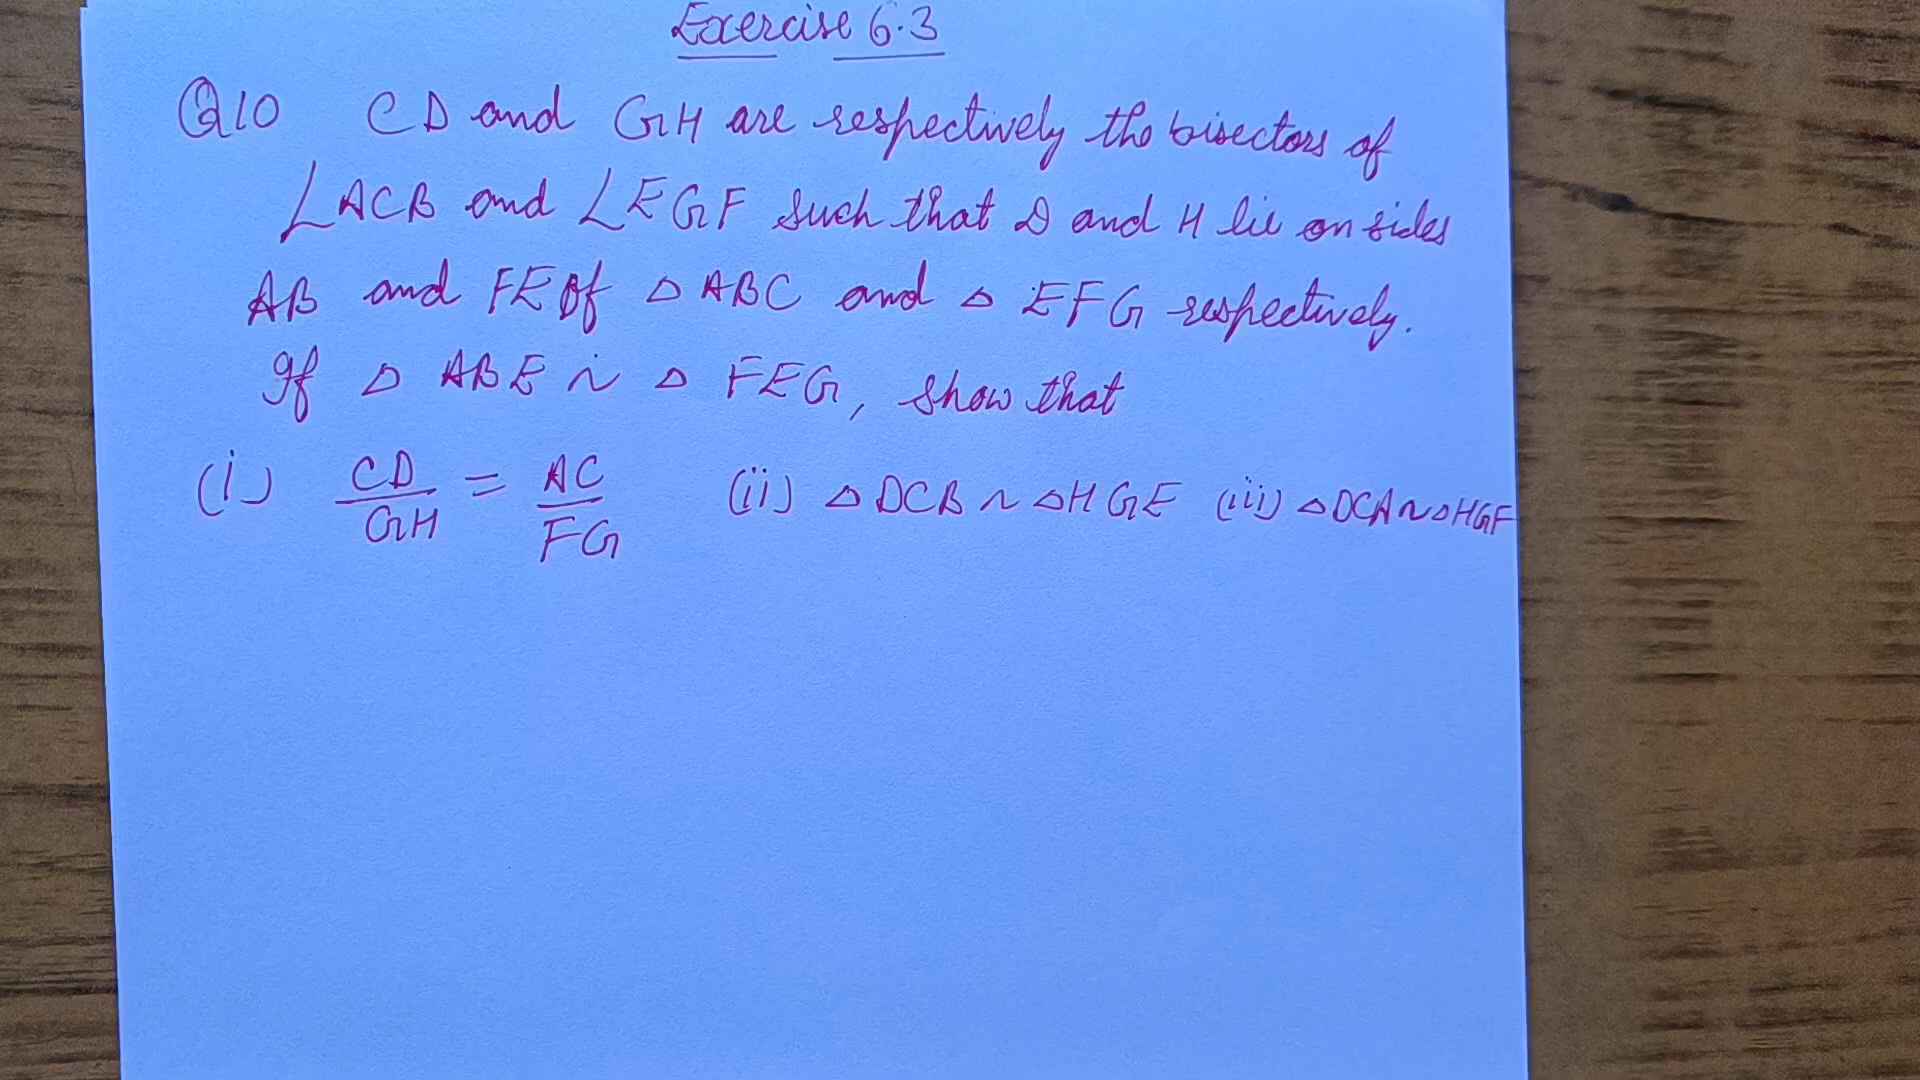 Exercise 6.3
Q10 CD and GH are respectively the bisectors of
∠ACB and ∠EGF such that D and H lie on sides
AB and FE of △ ABC and △ EFG respectively.
If △ ABE ~ △ FEG, show that
(i) CD/GH = AC/FG (ii) △ DCB ~ △HGE (iii) △DCA~△HGF